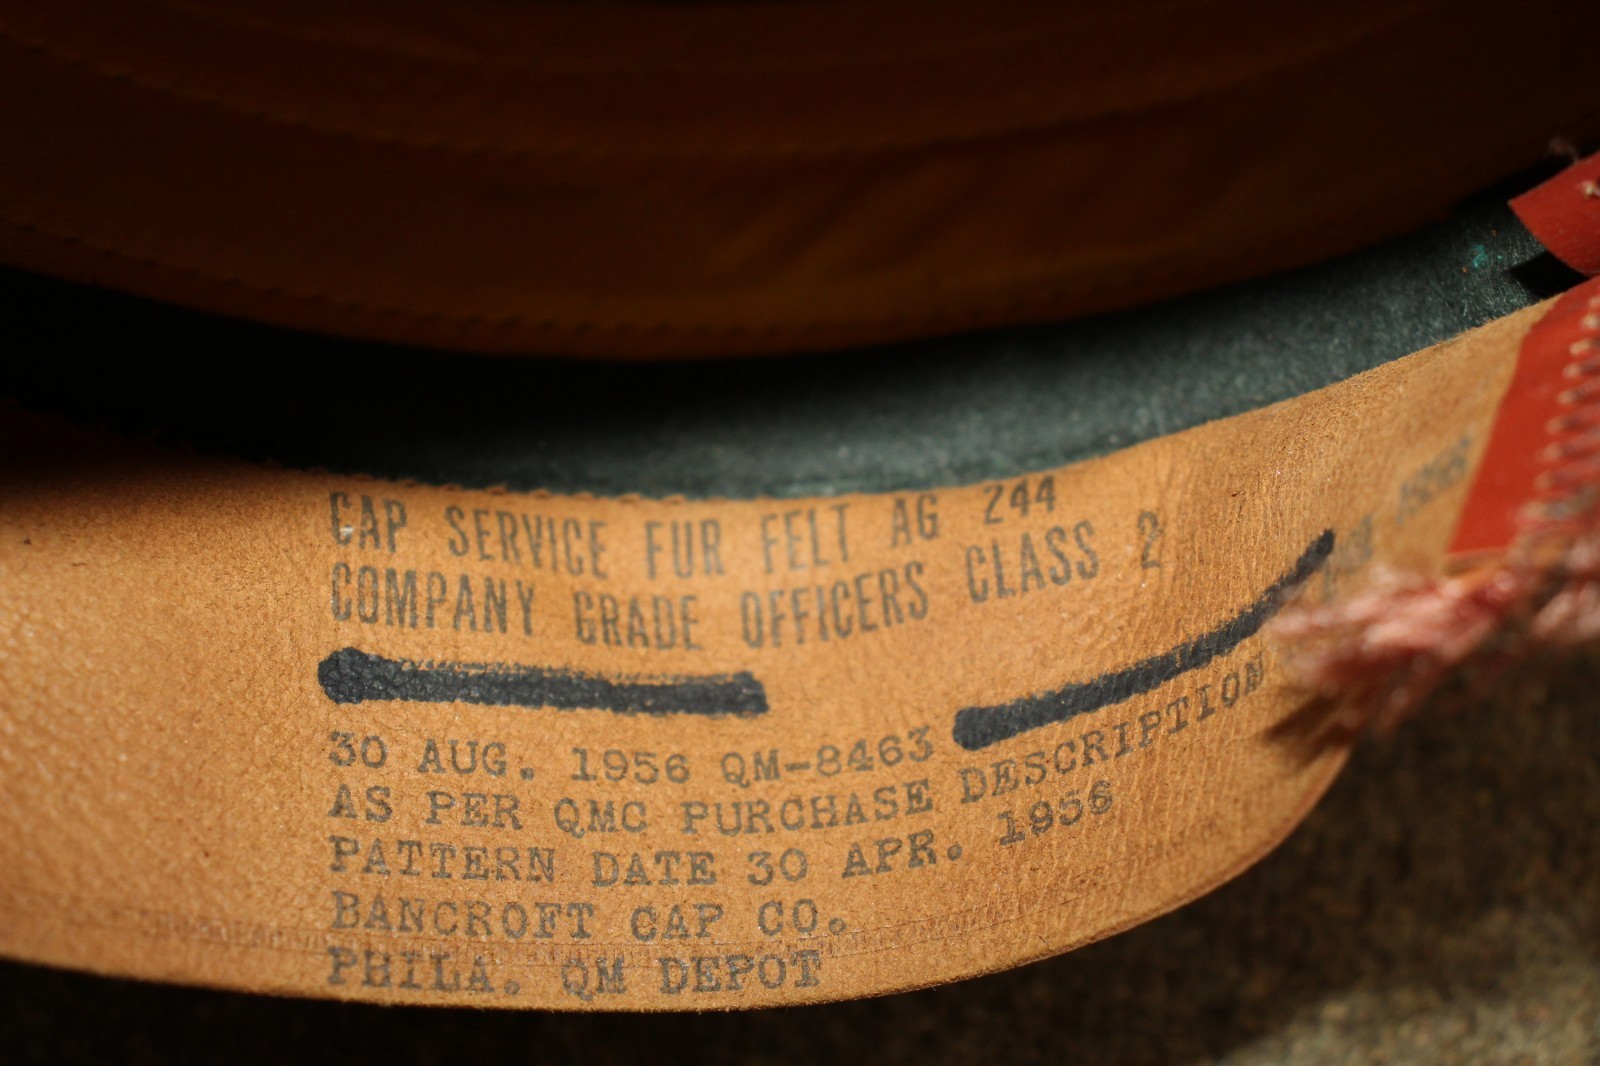 CAP SERVICE FUR FELT AG 244
COMPANY GRADE OFFICERS CLASS 2
30 AUG. 1956 QM-8463
AS PER QMC PURCHASE DESCRIPTION
PATTERN DATE 30 APR. 1956
BANCROFT CAP CO.
PHILA. QM DEPOT